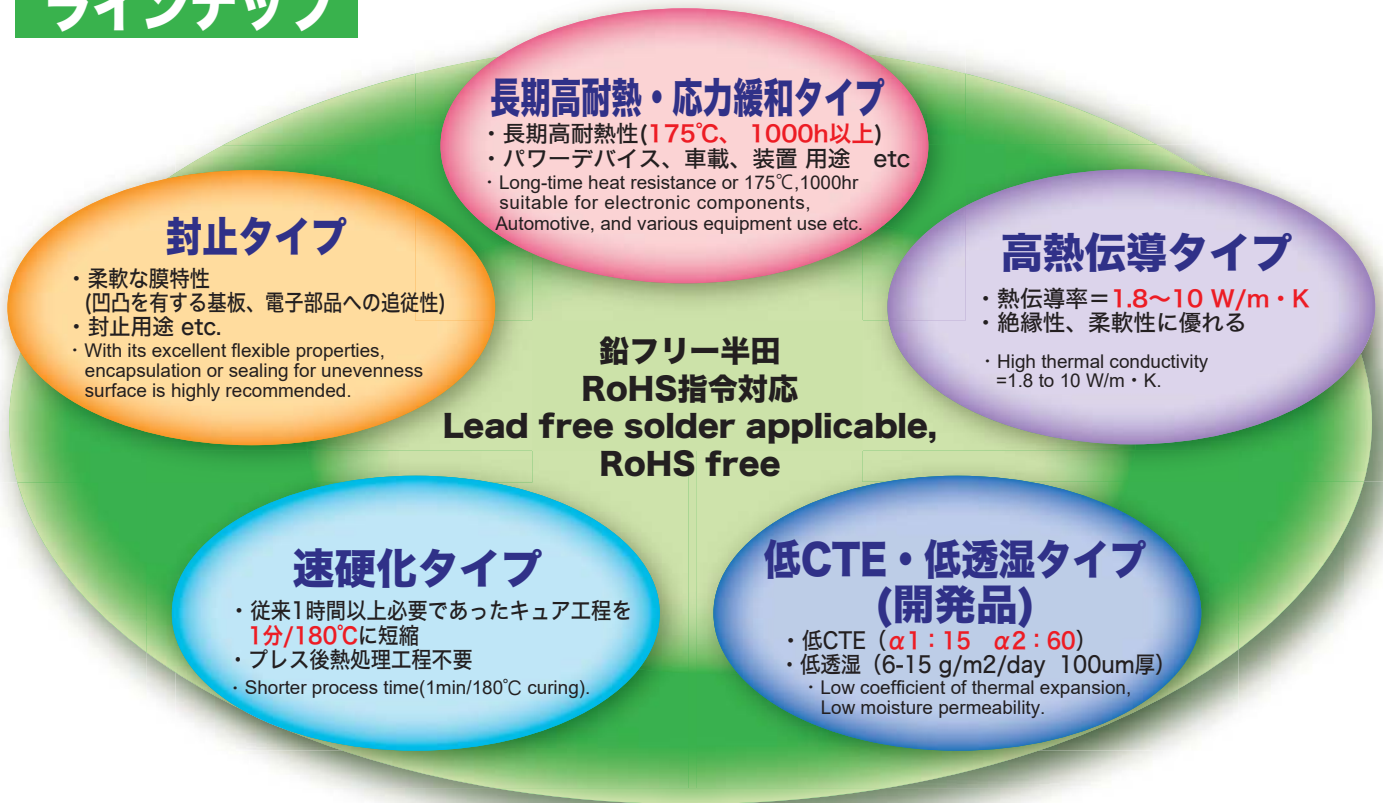 ラインナップ
長期高耐熱・応力緩和タイプ
・長期高耐熱性(175℃、 1000h以上)
・パワーデバイス、車載、装置 用途 etc
・Long-time heat resistance or 175℃,1000hr
suitable for electronic components,
Automotive, and various equipment use etc.
封止タイプ
・柔軟な膜特性
(凹凸を有する基板、電子部品への追従性)
・封止用途 etc.
・With its excellent flexible properties,
encapsulation or sealing for unevenness
surface is highly recommended.
高熱伝導タイプ
・熱伝導率＝1.8〜10 W/m・K
・絶縁性、柔軟性に優れる
・High thermal conductivity
=1.8 to 10 W/m・K.
鉛フリー半田
RoHS指令対応
Lead free solder applicable,
RoHS free
速硬化タイプ
・従来1時間以上必要であったキュア工程を
1分/180℃に短縮
・プレス後熱処理工程不要
・Shorter process time(1min/180℃ curing).
低CTE・低透湿タイプ
(開発品)
・低CTE（α1：15 α2：60）
・低透湿（6-15 g/m2/day 100um厚）
・Low coefficient of thermal expansion,
Low moisture permeability.